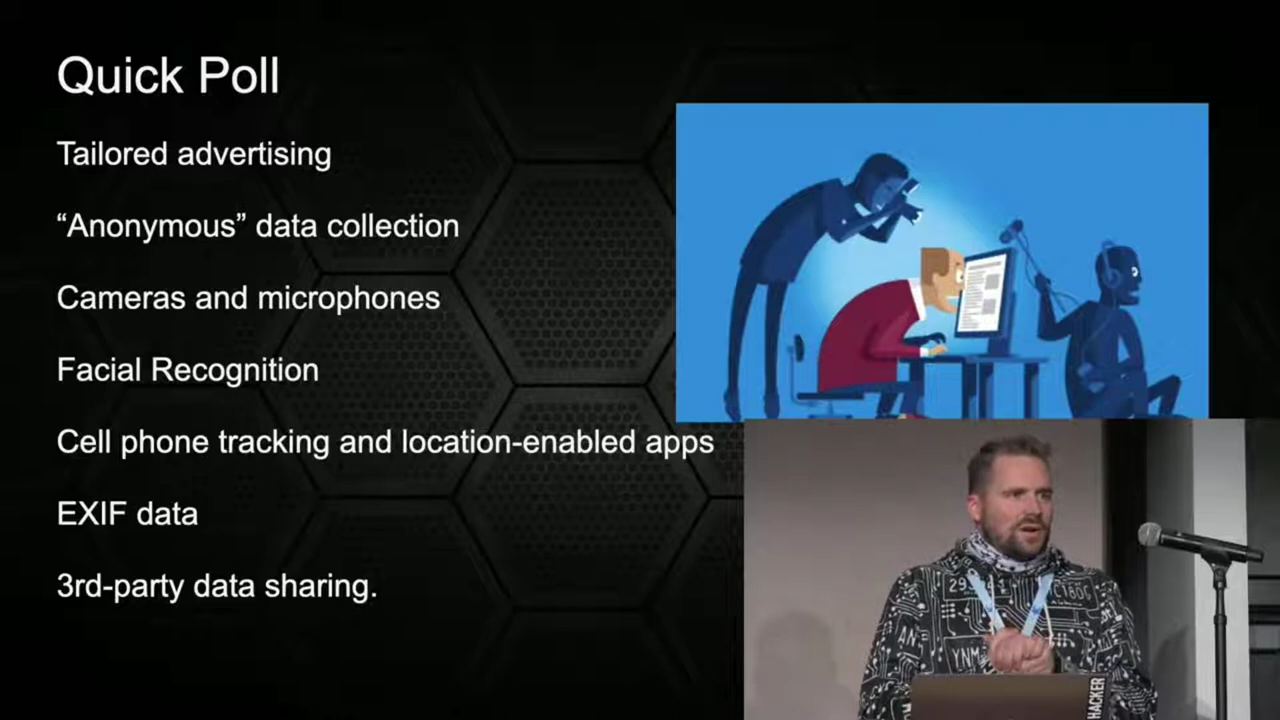 Quick Poll
Tailored advertising
“Anonymous” data collection
Cameras and microphones
Facial Recognition
Cell phone tracking and location-enabled apps
EXIF data
3rd-party data sharing.
HACKER